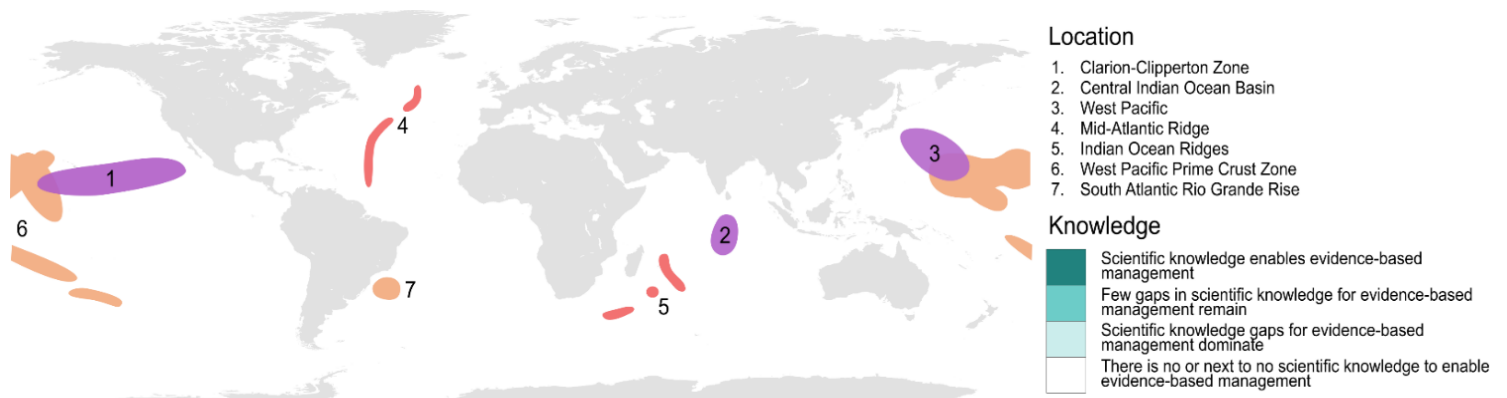 Location
1. Clarion-Clipperton Zone
2. Central Indian Ocean Basin
3. West Pacific
4. Mid-Atlantic Ridge
5. Indian Ocean Ridges
6. West Pacific Prime Crust Zone
7. South Atlantic Rio Grande Rise
Knowledge
Scientific knowledge enables evidence-based
management
Few gaps in scientific knowledge for evidence-based
management remain
Scientific knowledge gaps for evidence-based
management dominate
There is no or next to no scientific knowledge to enable
evidence-based management
4
3
1
6
2
7
5